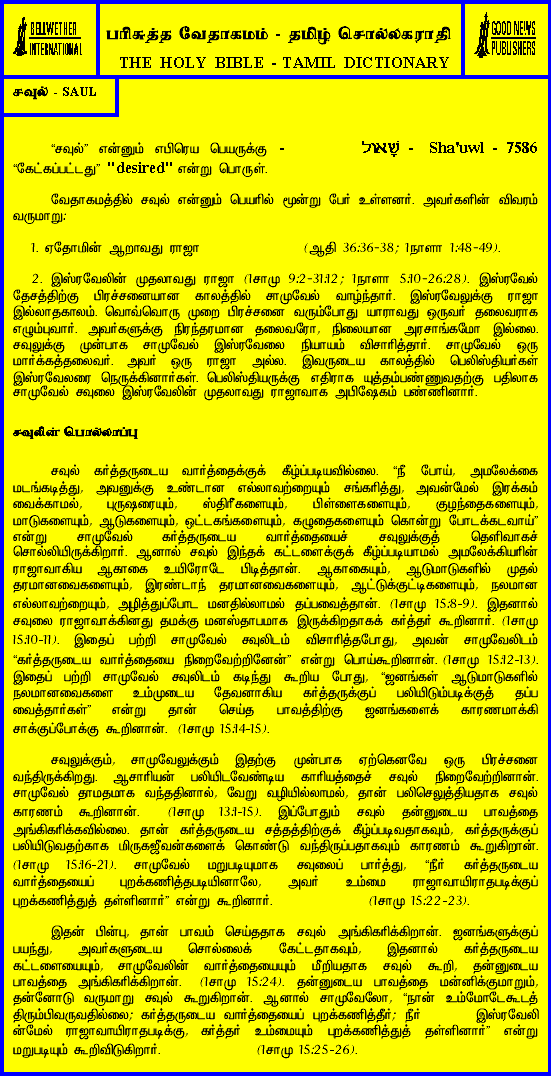 BELLWETHER
INTERNATIONAL
பரிசுத்த வேதாகமம் - தமிழ் சொல்லகராதி
THE HOLY BIBLE - TAMIL DICTIONARY
GOOD NEWS
PUBLISHERS
சவுல் - SAUL
“சவுல்” என்னும் எபிரெய பெயருக்கு - שָׁאוּל - Sha'uwl - 7586
“கேட்கப்பட்டது” "desired" என்று பொருள்.
வேதாகமத்தில் சவுல் என்னும் பெயரில் மூன்று பேர் உள்ளனர். அவர்களின் விவரம்
வருமாறு:
1. ஏதோமின் ஆறாவது ராஜா (ஆதி 36:36-38; 1நாளா 1:48-49).
2. இஸ்ரவேலின் முதலாவது ராஜா (1சாமு 9:2-31:12; 1நாளா 5:10-26:28). இஸ்ரவேல்
தேசத்திற்கு பிரச்சனையான காலத்தில் சாமுவேல் வாழ்ந்தார். இஸ்ரவேலுக்கு ராஜா
இல்லாதகாலம். வொவ்வொரு முறை பிரச்சனை வரும்போது யாராவது ஒருவர் தலைவராக
எழும்புவார். அவர்களுக்கு நிரந்தரமான தலைவரோ, நிலையான அரசாங்கமோ இல்லை.
சவுலுக்கு முன்பாக சாமுவேல் இஸ்ரவேலை நியாயம் விசாரித்தார். சாமுவேல் ஒரு
மார்க்கத்தலைவர். அவர் ஒரு ராஜா அல்ல. இவருடைய காலத்தில் பெலிஸ்தியர்கள்
இஸ்ரவேலரை நெருக்கினார்கள். பெலிஸ்தியருக்கு எதிராக யுத்தம்பண்ணுவதற்கு பதிலாக
சாமுவேல் சவுலை இஸ்ரவேலின் முதலாவது ராஜாவாக அபிஷேகம் பண்ணினார்.
சவுலின் பொல்லாப்பு
சவுல் கர்த்தருடைய வார்த்தைக்குக் கீழ்ப்படியவில்லை. “நீ போய், அமலேக்கை
மடங்கடித்து, அவனுக்கு உண்டான எல்லாவற்றையும் சங்கரித்து, அவன்மேல் இரக்கம்
வைக்காமல், புருஷரையும், ஸ்திரீகளையும், பிள்ளைகளையும், குழந்தைகளையும்,
மாடுகளையும், ஆடுகளையும், ஒட்டகங்களையும், கழுதைகளையும் கொன்று போடக்கடவாய்”
என்று சாமுவேல் கர்த்தருடைய வார்த்தையைச் சவுலுக்குத் தெளிவாகச்
சொல்லியிருக்கிறார். ஆனால் சவுல் இந்தக் கட்டளைக்குக் கீழ்ப்படியாமல் அமலேக்கியரின்
ராஜாவாகிய ஆகாகை உயிரோடே பிடித்தான். ஆகாகையும், ஆடுமாடுகளில் முதல்
தரமானவைகளையும், இரண்டாந் தரமானவைகளையும், ஆட்டுக்குட்டிகளையும், நலமான
எல்லாவற்றையும், அழித்துப்போட மனதில்லாமல் தப்பவைத்தான். (1சாமு 15:8-9). இதனால்
சவுலை ராஜாவாக்கினது தமக்கு மனஸ்தாபமாக இருக்கிறதாகக் கர்த்தர் கூறினார். (1சாமு
15:10-11). இதைப் பற்றி சாமுவேல் சவுலிடம் விசாரித்தபோது, அவன் சாமுவேலிடம்
“கர்த்தருடைய வார்த்தையை நிறைவேற்றினேன்” என்று பொய்கூறினான். (1சாமு 15:12-13).
இதைப் பற்றி சாமுவேல் சவுலிடம் கடிந்து கூறிய போது, “ஜனங்கள் ஆடுமாடுகளில்
நலமானவைகளை உம்முடைய தேவனாகிய கர்த்தருக்குப் பலியிடும்படிக்குத் தப்ப
வைத்தார்கள்” என்று தான் செய்த பாவத்திற்கு ஜனங்களைக் காரணமாக்கி
சாக்குப்போக்கு கூறினான். (1சாமு 15:14-15).
சவுலுக்கும், சாமுவேலுக்கும் இதற்கு முன்பாக ஏற்கெனவே ஒரு பிரச்சனை
வந்திருக்கிறது. ஆசாரியன் பலியிடவேண்டிய காரியத்தைச் சவுல் நிறைவேற்றினான்.
சாமுவேல் தாமதமாக வந்ததினால், வேறு வழியில்லாமல், தான் பலிசெலுத்தியதாக சவுல்
காரணம் கூறினான். (1சாமு 13:1-15). இப்போதும் சவுல் தன்னுடைய பாவத்தை
அங்கிகரிக்கவில்லை. தான் கர்த்தருடைய சத்தத்திற்குக் கீழ்ப்படிவதாகவும், கர்த்தருக்குப்
பலியிடுவதற்காக மிருகஜீவன்களைக் கொண்டு வந்திருப்பதாகவும் காரணம் கூறுகிறான்.
(1சாமு 15:16-21). சாமுவேல் மறுபடியுமாக சவுலைப் பார்த்து, “நீர் கர்த்தருடைய
வார்த்தையைப் புறக்கணித்தபடியினாலே, அவர் உம்மை ராஜாவாயிராதபடிக்குப்
புறக்கணித்துத் தள்ளினார்” என்று கூறினார். (1சாமு 15:22-23).
இதன் பின்பு, தான் பாவம் செய்ததாக சவுல் அங்கிகரிக்கிறான். ஜனங்களுக்குப்
பயந்து, அவர்களுடைய சொல்லைக் கேட்டதாகவும், இதனால் கர்த்தருடைய
கட்டளையையும், சாமுவேலின் வார்த்தையையும் மீறியதாக சவுல் கூறி, தன்னுடைய
பாவத்தை அங்கிகரிக்கிறான். (1சாமு 15:24). தன்னுடைய பாவத்தை மன்னிக்குமாறும்,
தன்னோடு வருமாறு சவுல் கூறுகிறான். ஆனால் சாமுவேலோ, “நான் உம்மோடேகூடத்
திரும்பிவருவதில்லை; கர்த்தருடைய வார்த்தையைப் புறக்கணித்தீர்; நீர் இஸ்ரவேலி
ன்மேல் ராஜாவாயிராதபடிக்கு, கர்த்தர் உம்மையும் புறக்கணித்துத் தள்ளினார்” என்று
மறுபடியும் கூறிவிடுகிறார். (1சாமு 15:25-26).